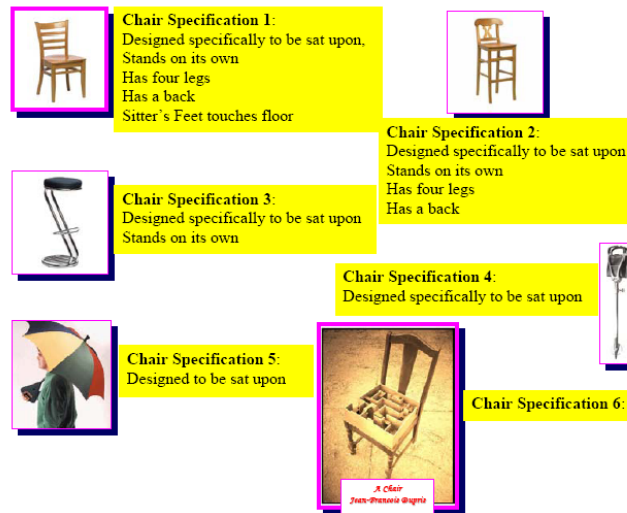 Chair Specification 1:
Designed specifically to be sat upon,
Stands on its own
Has four legs
Has a back
Sitter's Feet touches floor
Chair Specification 2:
Designed specifically to be sat upon
Stands on its own
Has four legs
Has a back
Chair Specification 3:
Designed specifically to be sat upon
Stands on its own
Chair Specification 4:
Designed specifically to be sat upon
Chair Specification 5:
Designed to be sat upon
Chair Specification 6:
A Chair
Jean-Francois Dupris